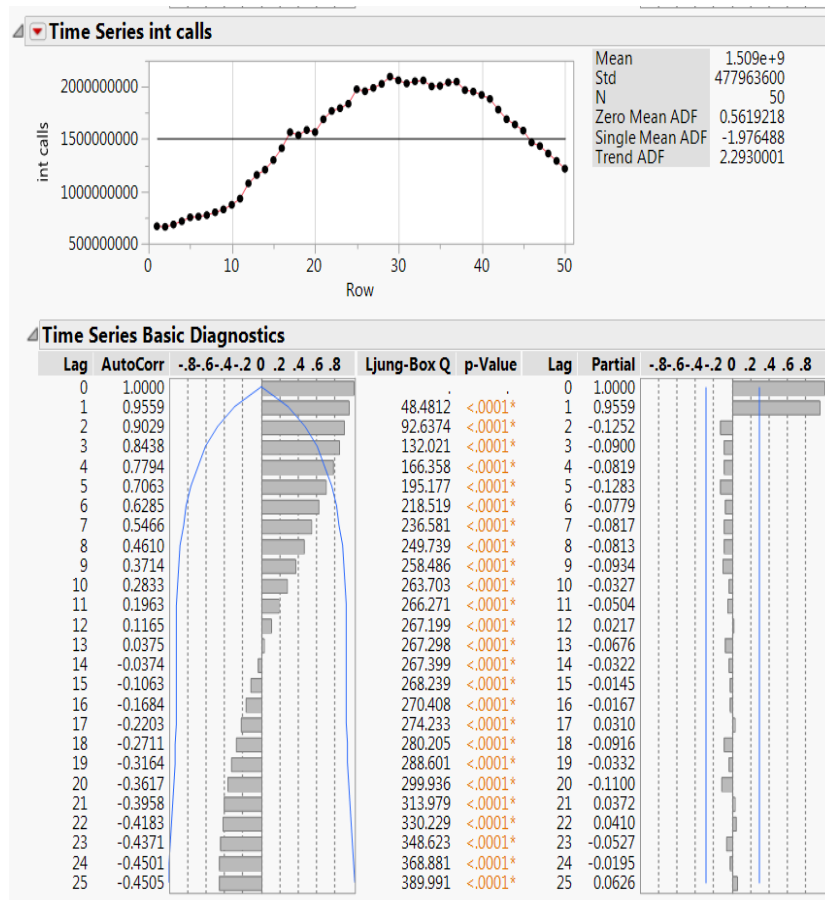 Time Series int calls
Mean 1.509e+9
Std 477963600
N 50
Zero Mean ADF 0.5619218
Single Mean ADF -1.976488
Trend ADF 2.2930001
int calls
2000000000
1500000000
1000000000
500000000
0 10 20 30 40 50
Row
Time Series Basic Diagnostics
Lag AutoCorr -.8-.6-.4-.2 0 .2 .4 .6 .8 Ljung-Box Q p-Value Lag Partial -.8-.6-.4-.2 0 .2 .4 .6 .8
0 1.0000 . . 0 1.0000
1 0.9559 48.4812 <.0001* 1 0.9559
2 0.9029 92.6374 <.0001* 2 -0.1252
3 0.8438 132.021 <.0001* 3 -0.0900
4 0.7794 166.358 <.0001* 4 -0.0819
5 0.7063 195.177 <.0001* 5 -0.1283
6 0.6285 218.519 <.0001* 6 -0.0779
7 0.5466 236.581 <.0001* 7 -0.0817
8 0.4610 249.739 <.0001* 8 -0.0813
9 0.3714 258.486 <.0001* 9 -0.0934
10 0.2833 263.703 <.0001* 10 -0.0327
11 0.1963 266.271 <.0001* 11 -0.0504
12 0.1165 267.199 <.0001* 12 0.0217
13 0.0375 267.298 <.0001* 13 -0.0676
14 -0.0374 267.399 <.0001* 14 -0.0322
15 -0.1063 268.239 <.0001* 15 -0.0145
16 -0.1684 270.408 <.0001* 16 -0.0167
17 -0.2203 274.233 <.0001* 17 0.0310
18 -0.2711 280.205 <.0001* 18 -0.0916
19 -0.3164 288.601 <.0001* 19 -0.0332
20 -0.3617 299.936 <.0001* 20 -0.1100
21 -0.3958 313.979 <.0001* 21 0.0372
22 -0.4183 330.229 <.0001* 22 0.0410
23 -0.4371 348.623 <.0001* 23 -0.0527
24 -0.4501 368.881 <.0001* 24 -0.0195
25 -0.4505 389.991 <.0001* 25 0.0626